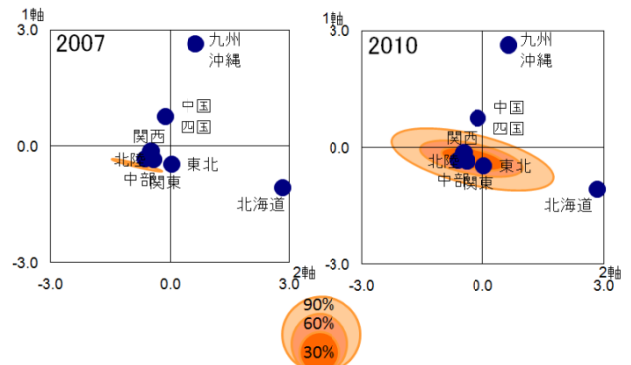 1軸
3.0
2007
九州
沖縄
中国
四国
関西
0.0
北陸
東北
中部
関東
北海道
-3.0
2軸
-3.0
0.0
3.0
1軸
3.0
2010
九州
沖縄
中国
四国
関西
0.0
北陸
東北
中部
関東
北海道
-3.0
2軸
-3.0
0.0
3.0
90%
60%
30%